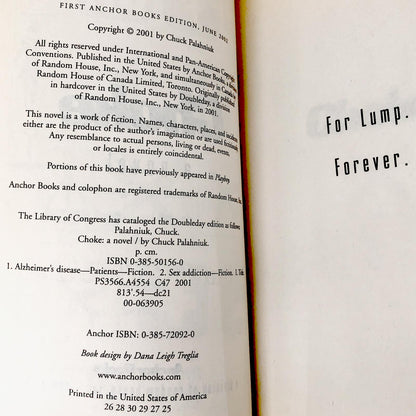 FIRST ANCHOR BOOKS EDITION, JUNE 2002
Copyright © 2001 by Chuck Palahniuk
All rights reserved under International and Pan-American Copyright
Conventions. Published in the United States by Anchor Books, a division
of Random House, Inc., New York, and simultaneously in Canada by
Random House of Canada Limited, Toronto. Originally published
in hardcover in the United States by Doubleday, a division
of Random House, Inc., New York, in 2001.
This novel is a work of fiction. Names, characters, places, and incidents
either are the product of the author's imagination or are used fictitiously.
Any resemblance to actual persons, living or dead, events,
or locales is entirely coincidental.
Portions of this book have previously appeared in Playboy.
Anchor Books and colophon are registered trademarks of Random House, Inc.
The Library of Congress has cataloged the Doubleday edition as follows:
Palahniuk, Chuck.
Choke: a novel / by Chuck Palahniuk.
p. cm.
ISBN 0-385-50156-0
1. Alzheimer's disease—Patients—Fiction. 2. Sex addiction—Fiction. I. Title.
PS3566.A4554 C47 2001
813'.54—dc21
00-063905
Anchor ISBN: 0-385-72092-0
Book design by Dana Leigh Treglia
www.anchorbooks.com
Printed in the United States of America
26 28 30 29 27 25
For Lump.
Forever.